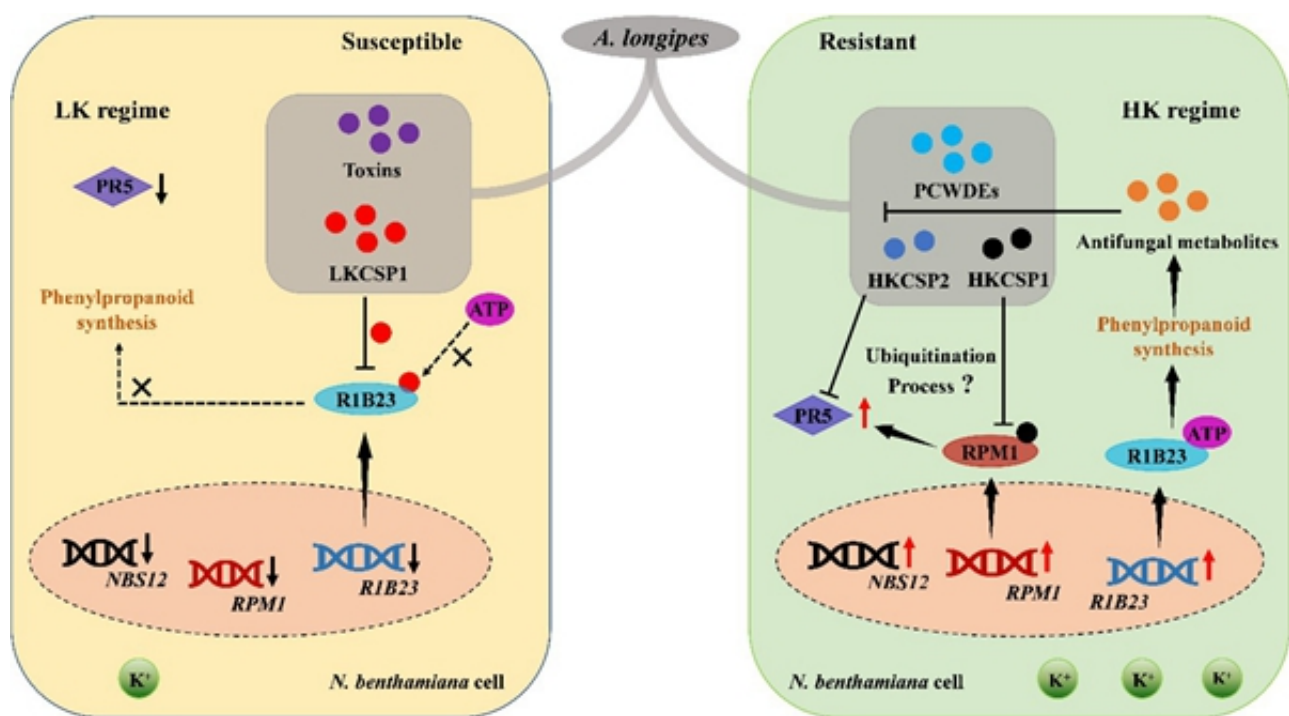 A. longipes
Susceptible
LK regime
PR5
Toxins
LKCSP1
Phenylpropanoid
synthesis
ATP
R1B23
NBS12
RPM1
R1B23
K+
N. benthamiana cell
Resistant
HK regime
PCWDEs
HKCSP2
HKCSP1
Antifungal metabolites
Phenylpropanoid
synthesis
Ubiquitination
Process ?
PR5
RPM1
ATP
R1B23
NBS12
RPM1
R1B23
N. benthamiana cell
K+
K+
K+